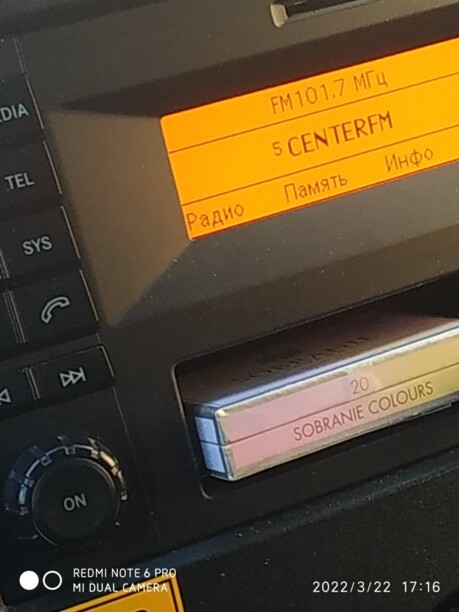 FM101.7 МГц
5 CENTERFM
Радио Память Инфо
TEL
SYS
20
SOBRANIE COLOURS
ON
REDMI NOTE 6 PRO
MI DUAL CAMERA
2022/3/22 17:16